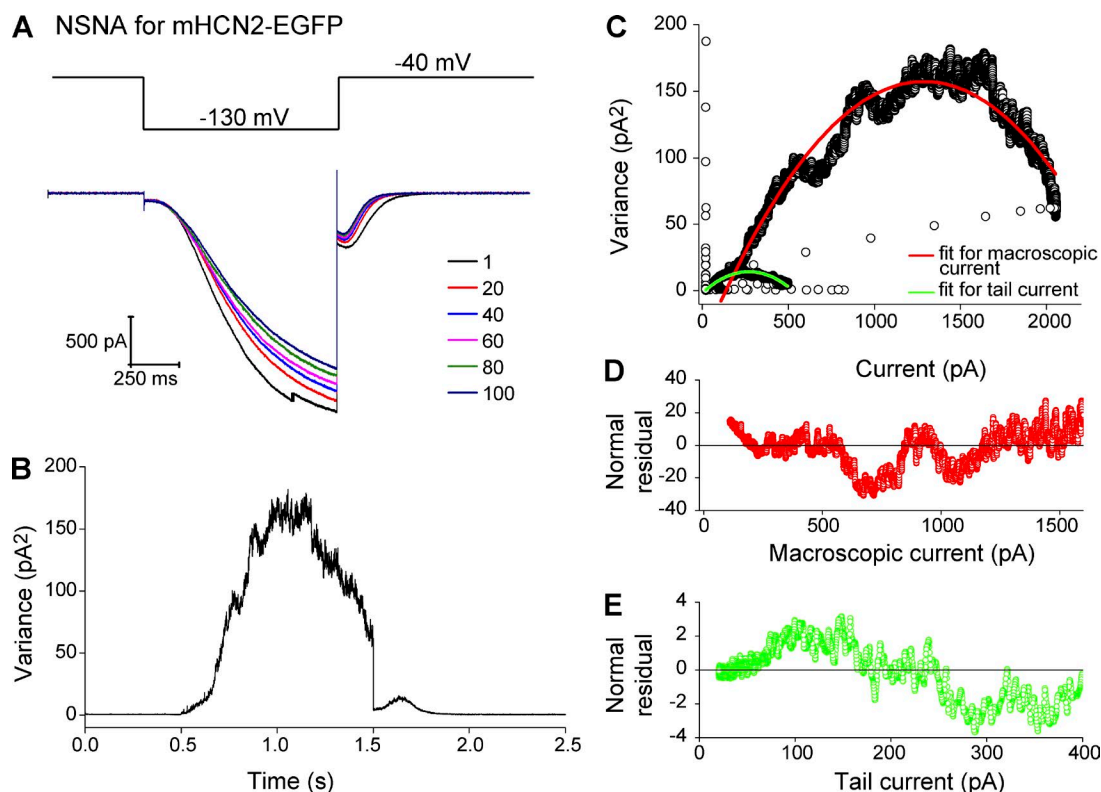 A NSNA for mHCN2-EGFP
-40 mV
-130 mV
500 pA
250 ms
1
20
40
60
80
100
B
Variance (pA2)
200
150
100
50
0
0.0 0.5 1.0 1.5 2.0 2.5
Time (s)
C
Variance (pA2)
200
150
100
50
0
fit for macroscopic
current
fit for tail current
0 500 1000 1500 2000
Current (pA)
D
Normal
residual
40
20
0
-20
-40
0 500 1000 1500
Macroscopic current (pA)
E
Normal
residual
4
2
0
-2
-4
0 100 200 300 400
Tail current (pA)